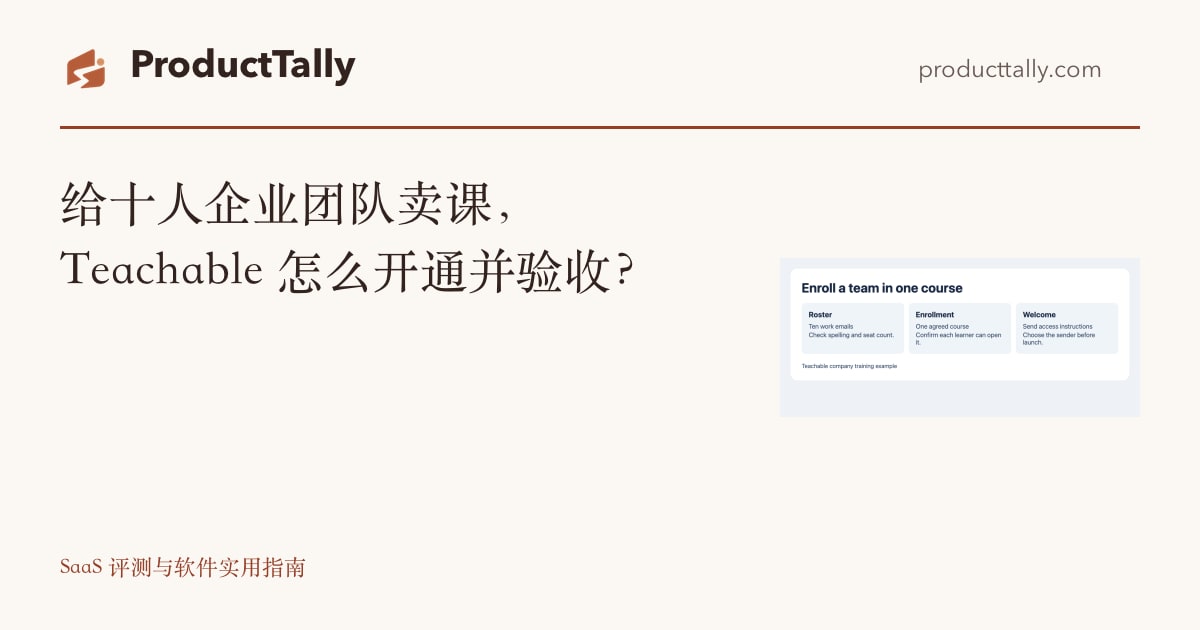 ProductTally
producttally.com
给十人企业团队卖课，
Teachable 怎么开通并验收？
Enroll a team in one course
Roster
Ten work emails
Check spelling and seat count.
Enrollment
One agreed course
Confirm each learner can open
it.
Welcome
Send access instructions
Choose the sender before
launch.
Teachable company training example
SaaS 评测与软件实用指南